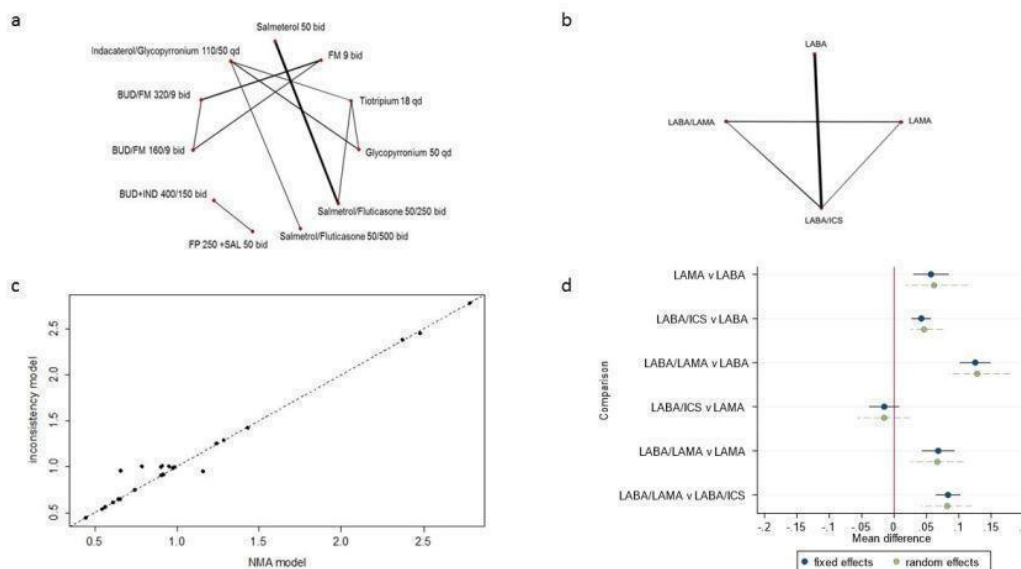 a
Salmeterol 50 bid
Indacaterol/Glycopyrronium 110/50 qd
FM 9 bid
BUD/FM 320/9 bid
Tiotripium 18 qd
BUD/FM 160/9 bid
Glycopyrronium 50 qd
BUD+IND 400/150 bid
Salmetrol/Fluticasone 50/250 bid
FP 250 +SAL 50 bid
Salmetrol/Fluticasone 50/500 bid
b
LABA
LABA/LAMA
LAMA
LABA/ICS
c
inconsistency model
2.5
2.0
1.5
1.0
0.5
0.5 1.0 1.5 2.0 2.5
NMA model
d
Comparison
LAMA v LABA
LABA/ICS v LABA
LABA/LAMA v LABA
LABA/ICS v LAMA
LABA/LAMA v LAMA
LABA/LAMA v LABA/ICS
-.2 -.15 -.1 -.05 0 .05 .1 .15
Mean difference
fixed effects random effects